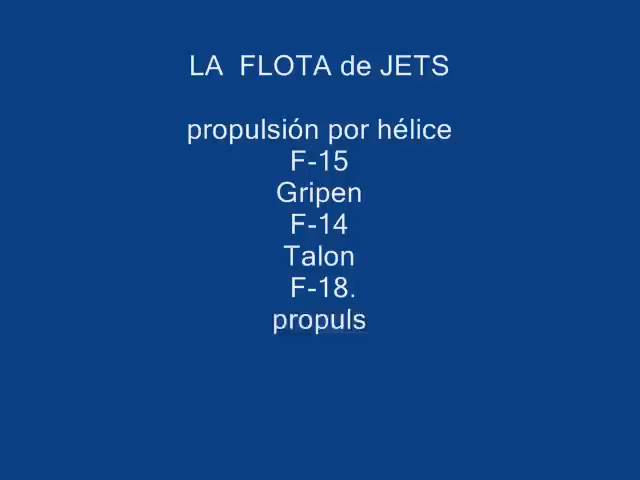 LA FLOTA de JETS
propulsión por hélice
F-15
Gripen
F-14
Talon
F-18.
propuls